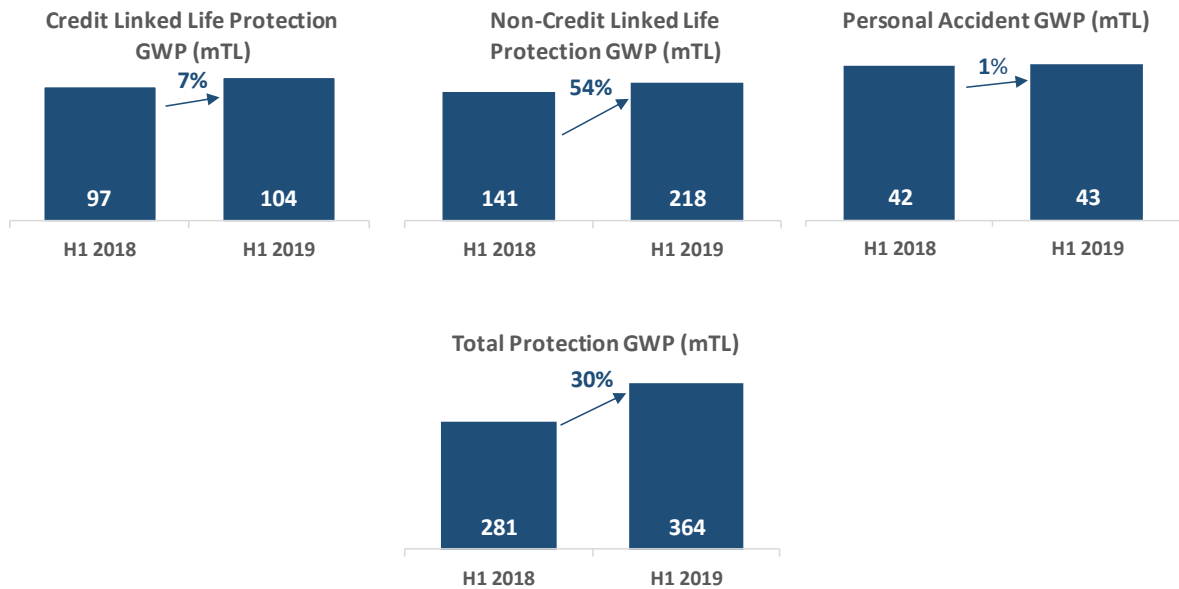 Credit Linked Life Protection
GWP (mTL)
7%
97
104
H1 2018
H1 2019
Non-Credit Linked Life
Protection GWP (mTL)
54%
141
218
H1 2018
H1 2019
Personal Accident GWP (mTL)
1%
42
43
H1 2018
H1 2019
Total Protection GWP (mTL)
30%
281
364
H1 2018
H1 2019